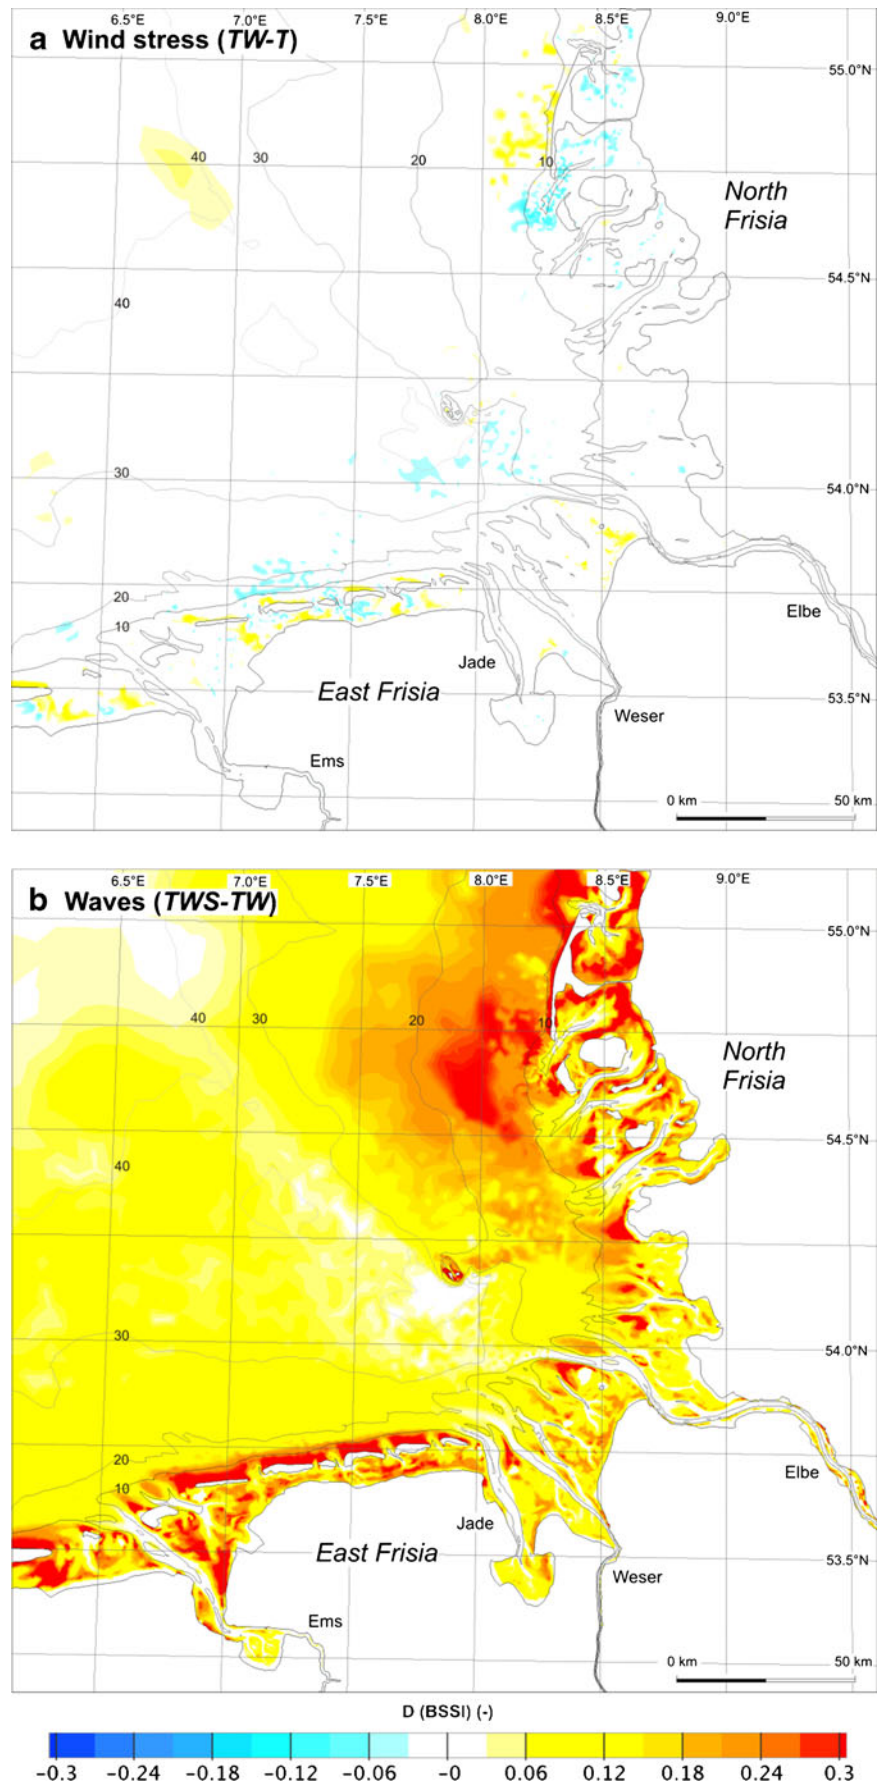 6.5°E 7.0°E 7.5°E 8.0°E 8.5°E 9.0°E
a Wind stress (TW-T)
55.0°N
40 30 20 10
North
Frisia
54.5°N
40
30
54.0°N
20
10
Elbe
Jade
East Frisia
53.5°N
Weser
Ems
0 km 50 km
6.5°E 7.0°E 7.5°E 8.0°E 8.5°E 9.0°E
b Waves (TWS-TW)
55.0°N
40 30 20 10
North
Frisia
54.5°N
40
30
54.0°N
20
10
Elbe
Jade
East Frisia
53.5°N
Weser
Ems
0 km 50 km
D (BSSI) (-)
−0.3 −0.24 −0.18 −0.12 −0.06 −0 0.06 0.12 0.18 0.24 0.3